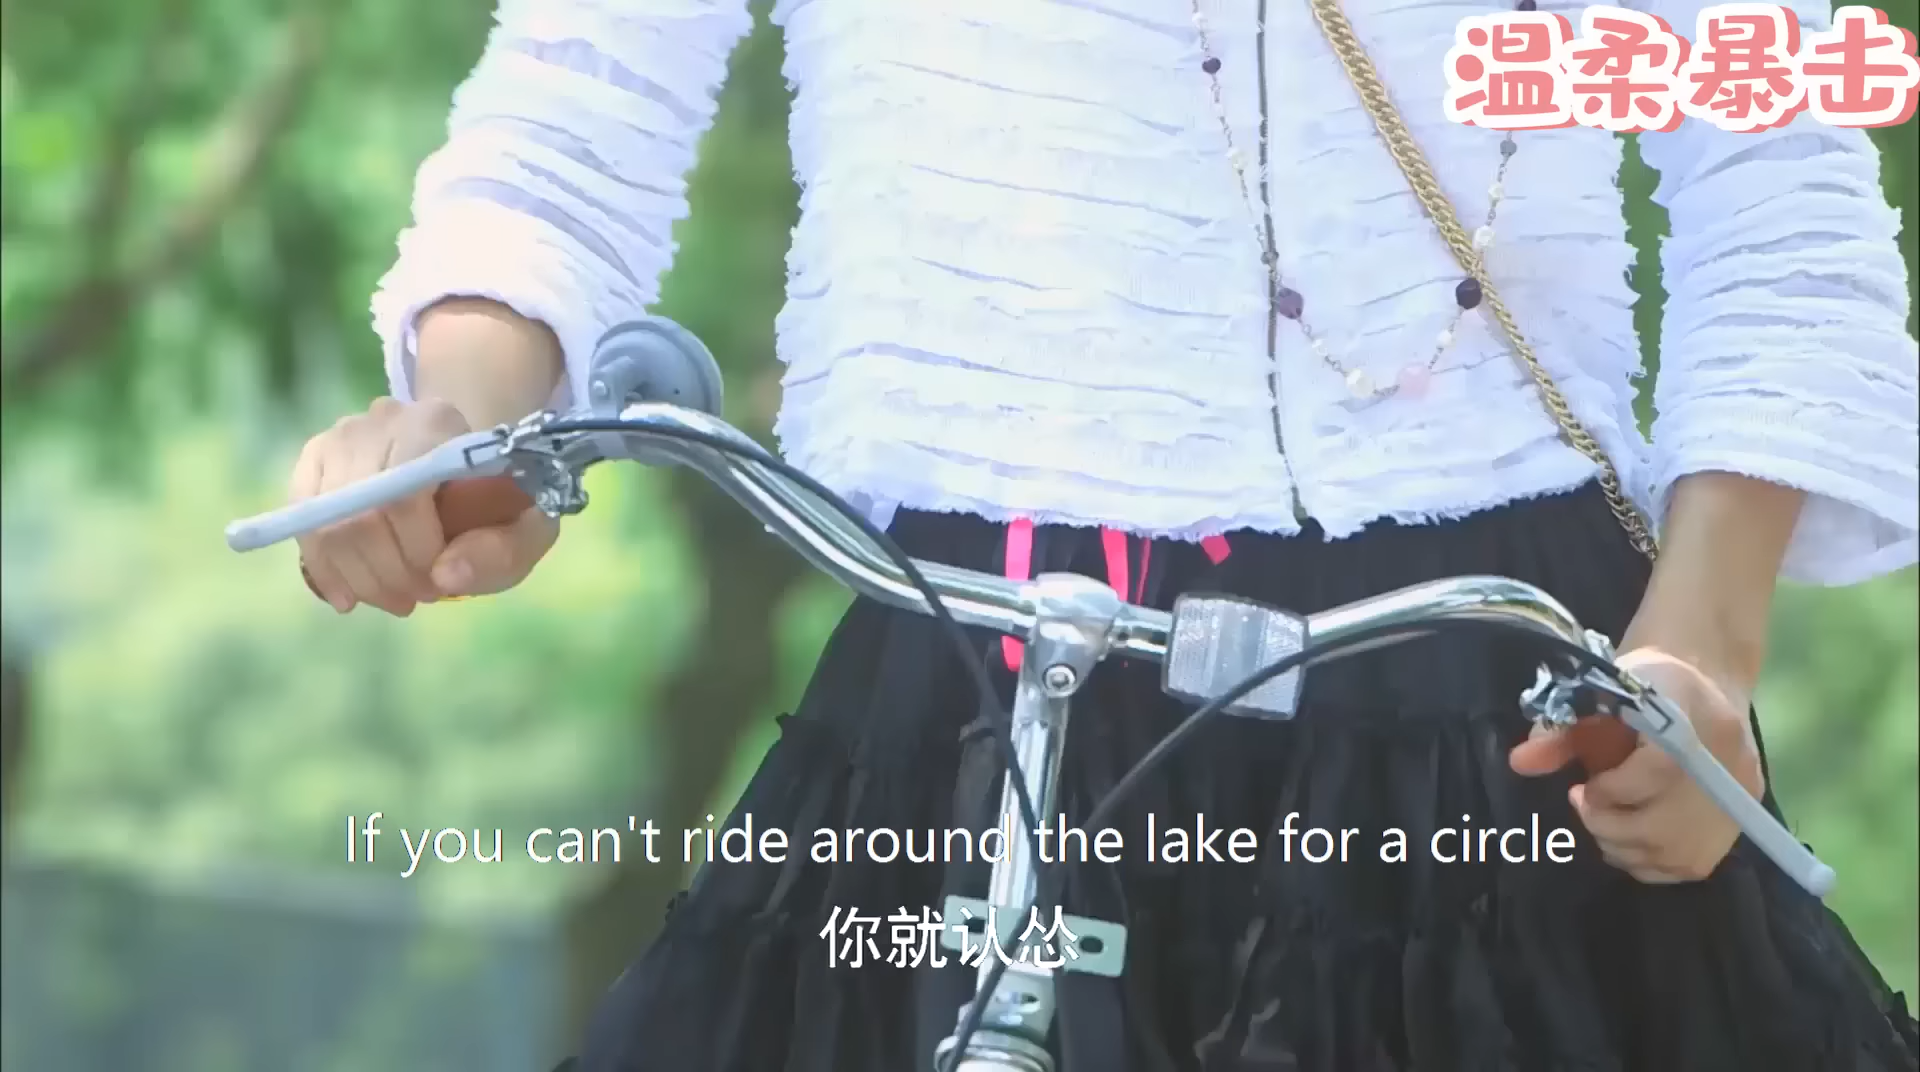 温柔暴击
If you can't ride around the lake for a circle
你就认怂